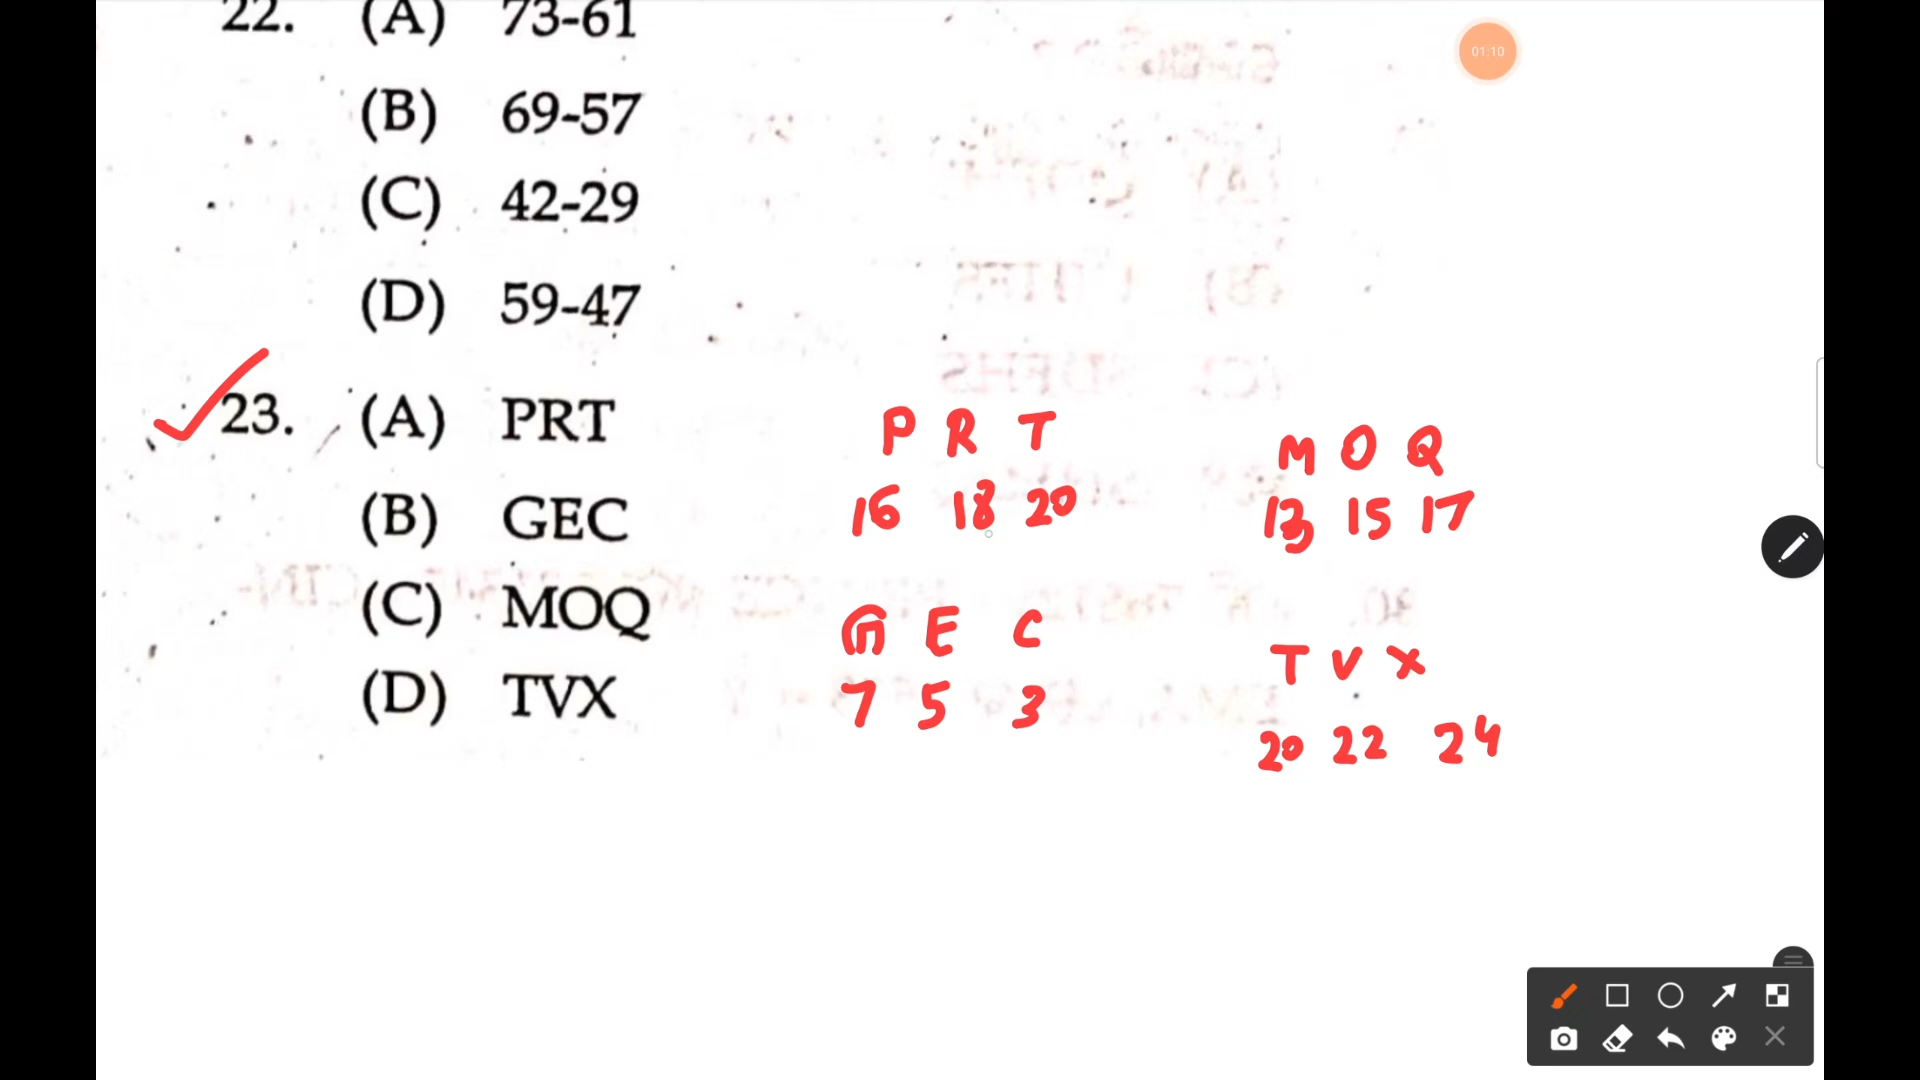 22. (A) 73-61
(B) 69-57
(C) 42-29
(D) 59-47
23. (A) PRT
(B) GEC
(C) MOQ
(D) TVX
P R T
16 18 20
M O Q
13 15 17
G E C
7 5 3
T V X
20 22 24
01:10